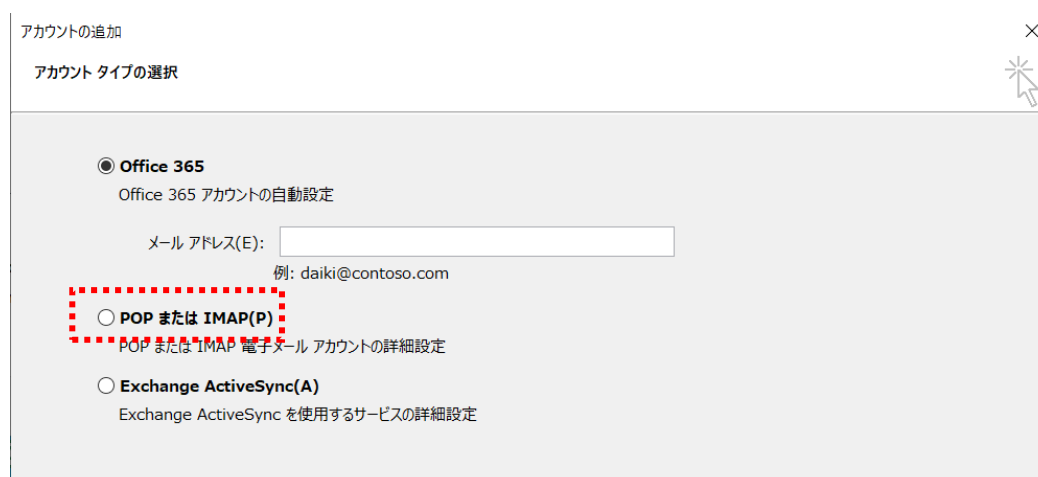 アカウントの追加
アカウント タイプの選択
Office 365
Office 365 アカウントの自動設定
メール アドレス(E):
例: daiki@contoso.com
POP または IMAP(P)
POP または IMAP 電子メール アカウントの詳細設定
Exchange ActiveSync(A)
Exchange ActiveSync を使用するサービスの詳細設定